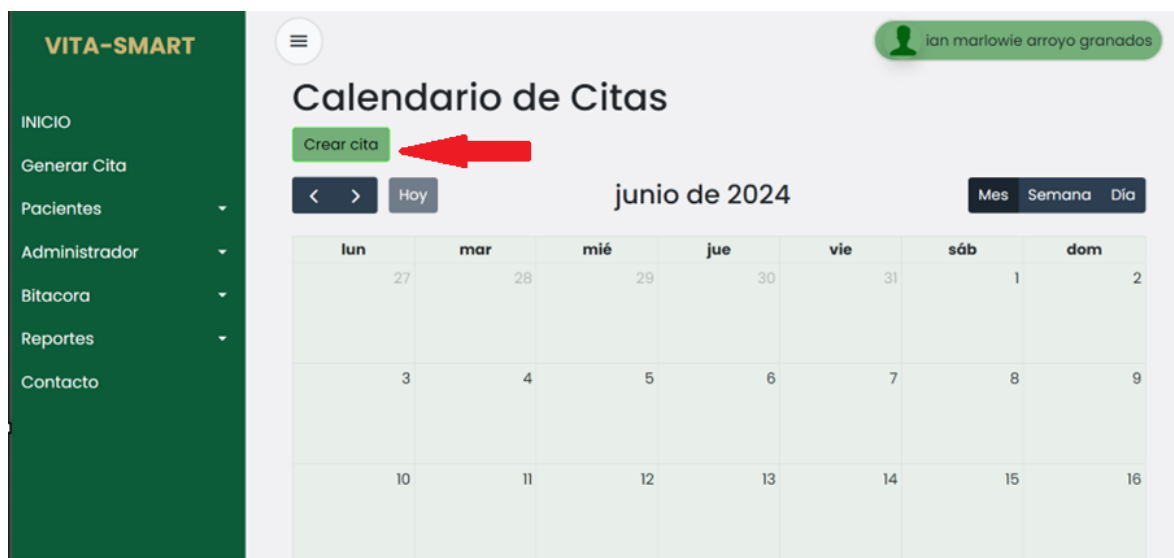 VITA-SMART
ian marlowie arroyo granados
INICIO
Generar Cita
Pacientes
Administrador
Bitacora
Reportes
Contacto
Calendario de Citas
Crear cita
Hoy
junio de 2024
Mes Semana Día
lun mar mié jue vie sáb dom
27 28 29 30 31 1 2
3 4 5 6 7 8 9
10 11 12 13 14 15 16